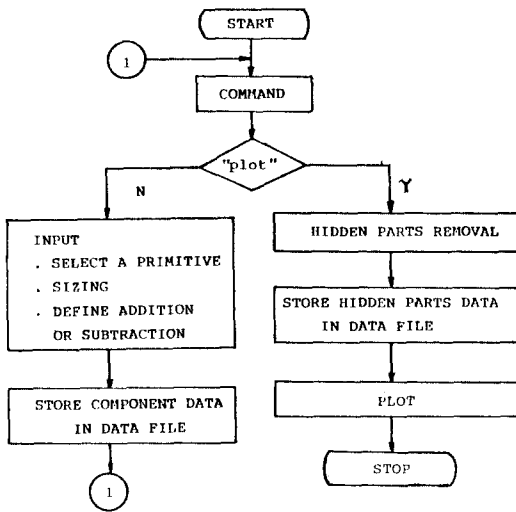 START
1
COMMAND
"plot"
N
Y
INPUT
. SELECT A PRIMITIVE
. SIZING
. DEFINE ADDITION
OR SUBTRACTION
HIDDEN PARTS REMOVAL
STORE HIDDEN PARTS DATA
IN DATA FILE
STORE COMPONENT DATA
IN DATA FILE
PLOT
1
STOP